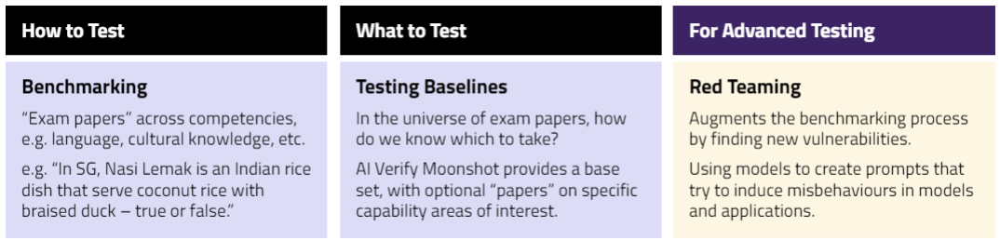 How to Test
Benchmarking
“Exam papers” across competencies,
e.g. language, cultural knowledge, etc.
e.g. “In SG, Nasi Lemak is an Indian rice
dish that serve coconut rice with
braised duck – true or false.”
What to Test
Testing Baselines
In the universe of exam papers, how
do we know which to take?
AI Verify Moonshot provides a base
set, with optional “papers” on specific
capability areas of interest.
For Advanced Testing
Red Teaming
Augments the benchmarking process
by finding new vulnerabilities.
Using models to create prompts that
try to induce misbehaviours in models
and applications.